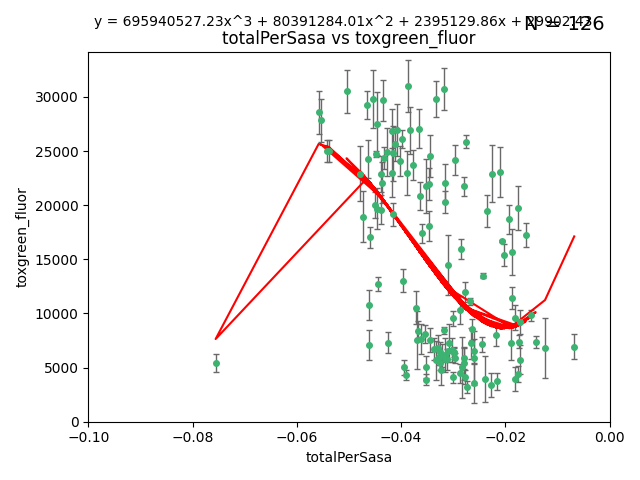 y = 695940527.23x^3 + 80391284.01x^2 + 2395129.86x +
N = 126
totalPerSasa vs toxgreen_fluor
30000
25000
20000
15000
10000
5000
0
toxgreen_fluor
−0.10
−0.08
−0.06
−0.04
−0.02
0.00
totalPerSasa